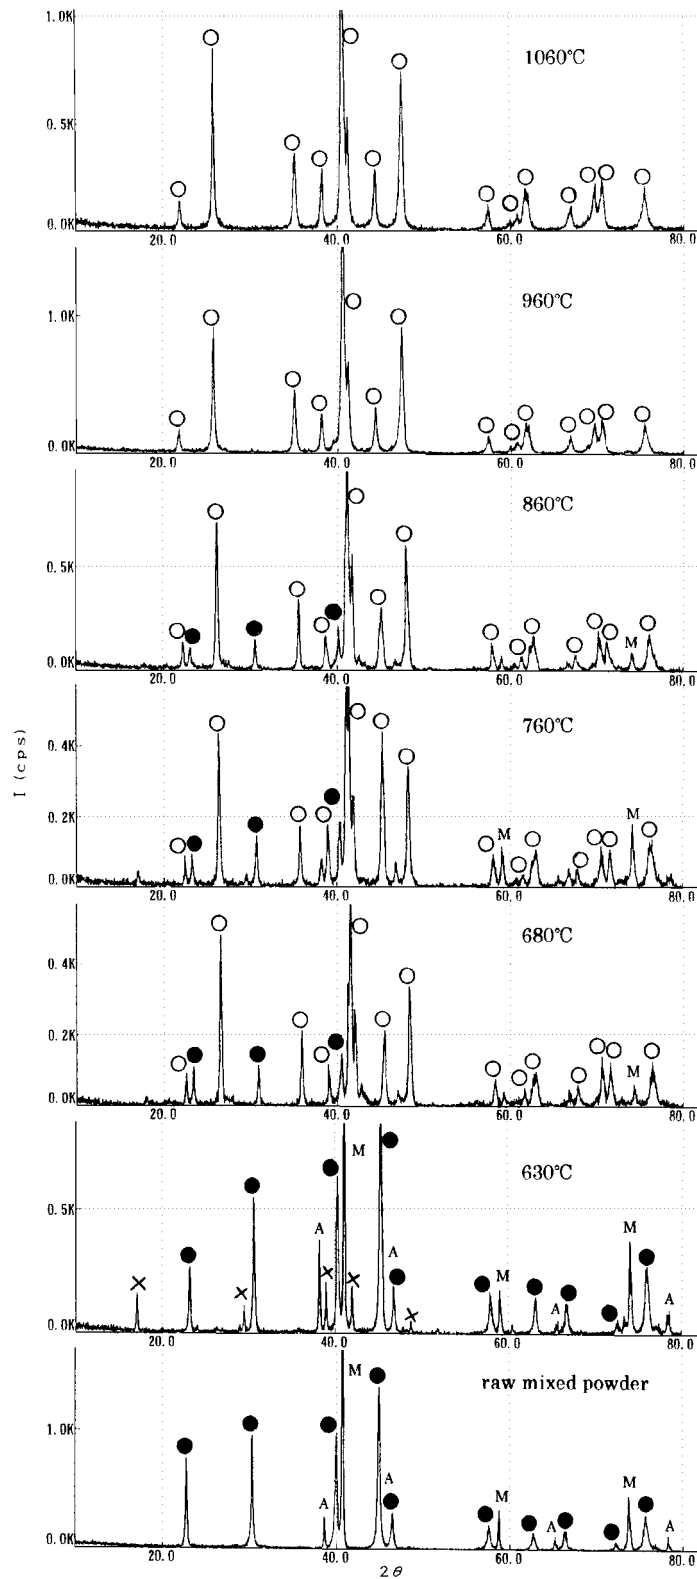 1.0K
1060℃
0.5K
0.0K
20.0 40.0 60.0 80.0
960℃
1.0K
0.0K
20.0 40.0 60.0 80.0
860℃
0.5K
M
0.0K
20.0 40.0 60.0 80.0
760℃
0.4K
I (cps)
0.2K
M M
0.0K
20.0 40.0 60.0 80.0
680℃
0.4K
0.2K
M
0.0K
20.0 40.0 60.0 80.0
M
630℃
0.5K
A A M M
× × × × ×
A A
0.0K
20.0 40.0 60.0 80.0
M
raw mixed powder
1.0K
A A M M
A A
0.0K
20.0 40.0 60.0 80.0
2θ